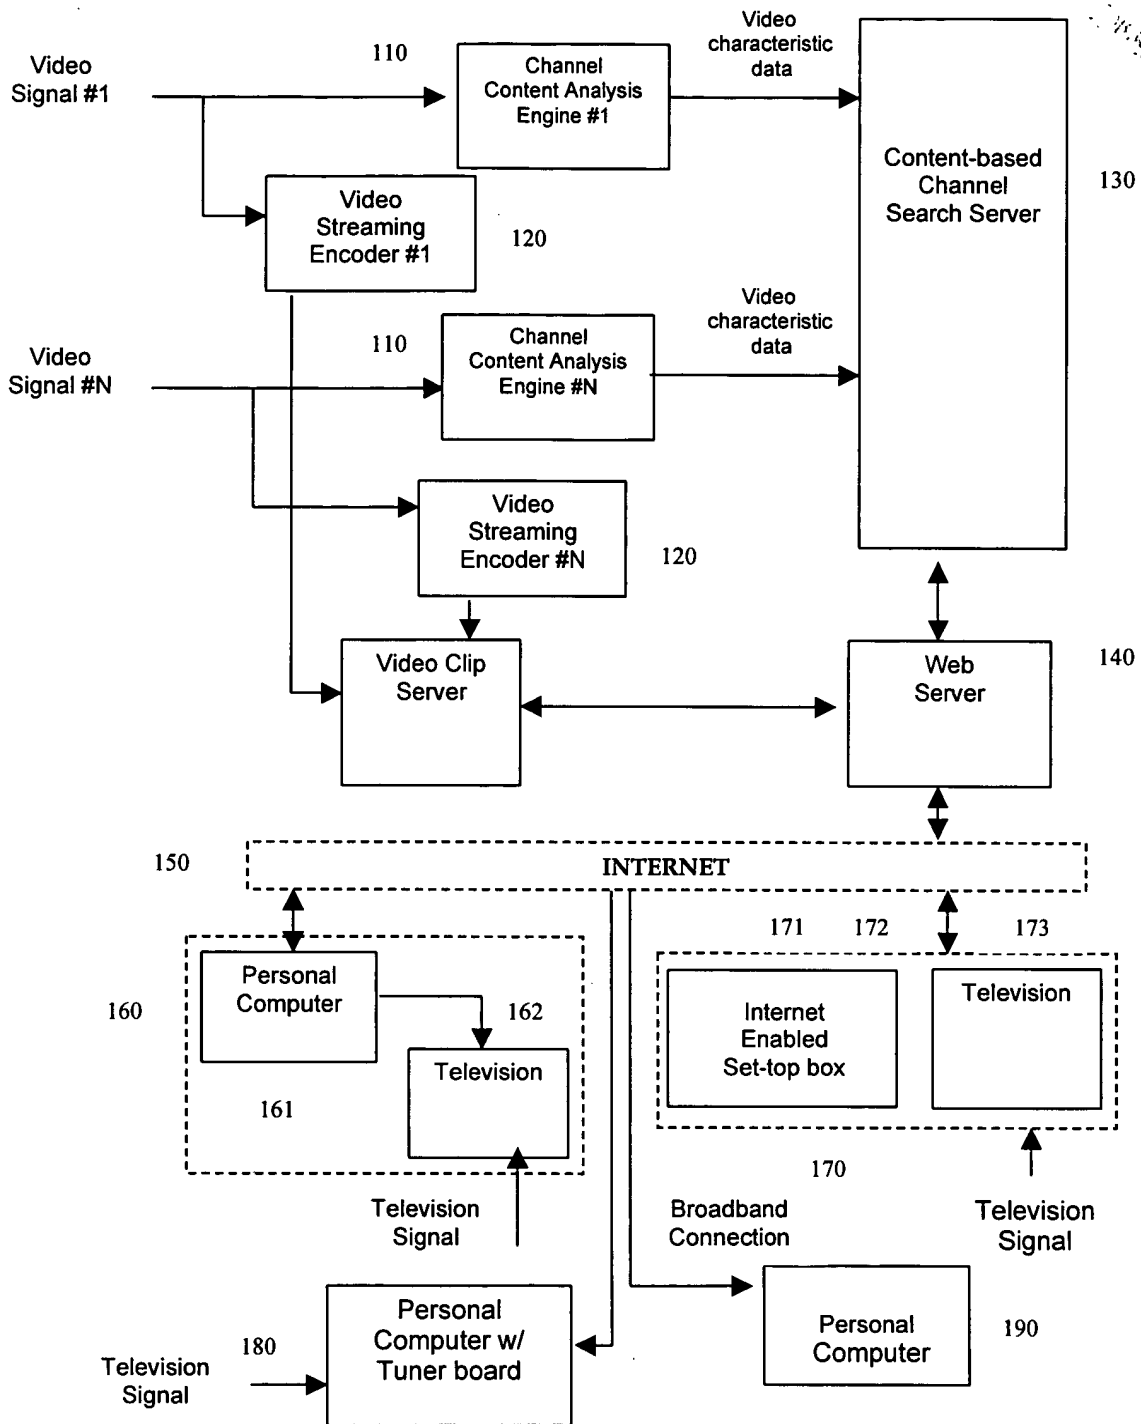 Video
Signal #1
110
Channel
Content Analysis
Engine #1
Video
characteristic
data
Content-based
Channel
Search Server
130
Video
Streaming
Encoder #1
120
Video
Signal #N
110
Channel
Content Analysis
Engine #N
Video
characteristic
data
Video
Streaming
Encoder #N
120
Video Clip
Server
Web
Server
140
150
INTERNET
171
172
173
160
Personal
Computer
162
Television
161
Internet
Enabled
Set-top box
Television
170
Television
Signal
Broadband
Connection
Television
Signal
180
Television
Signal
Personal
Computer w/
Tuner board
Personal
Computer
190